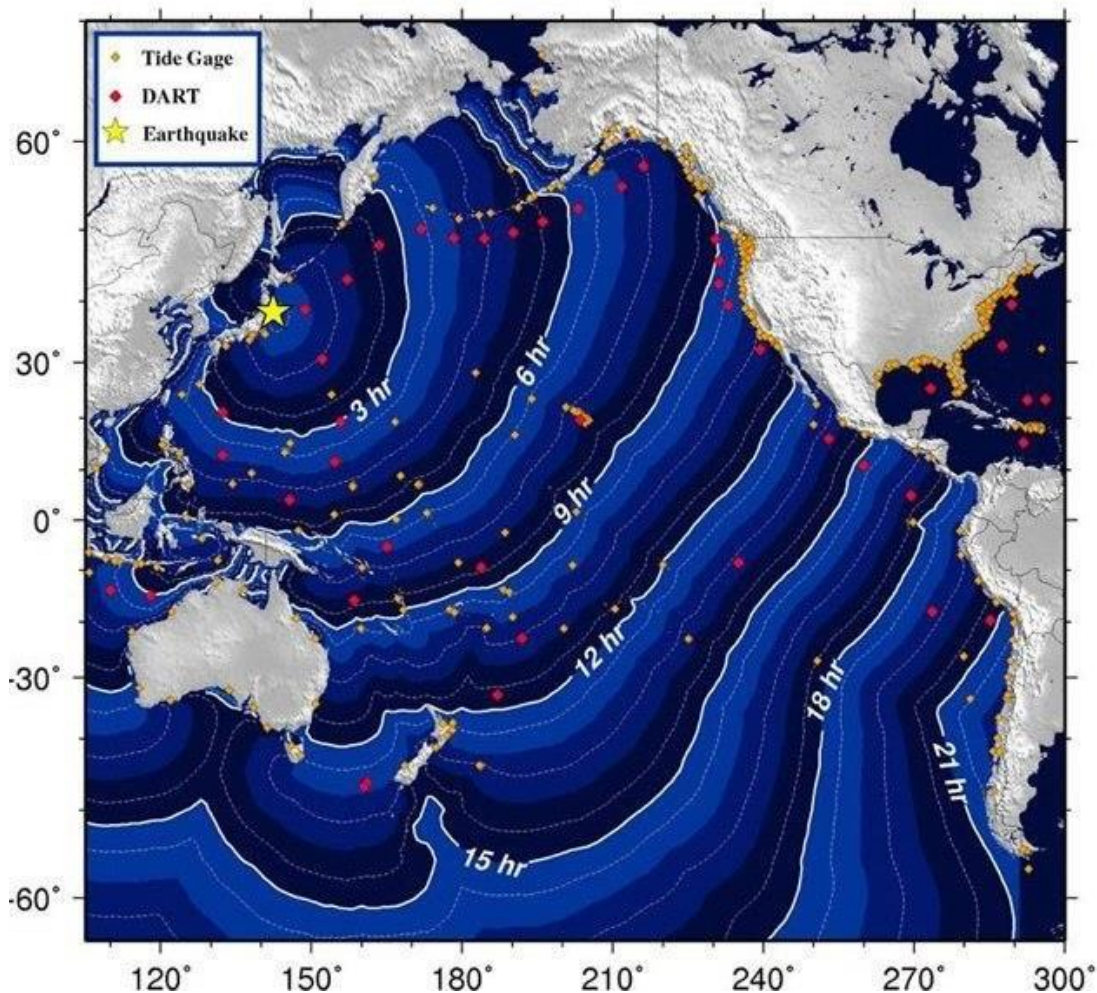 Tide Gage
DART
Earthquake
60°
30°
0°
-30°
-60°
3 hr
6 hr
9 hr
12 hr
15 hr
18 hr
21 hr
120° 150° 180° 210° 240° 270° 300°